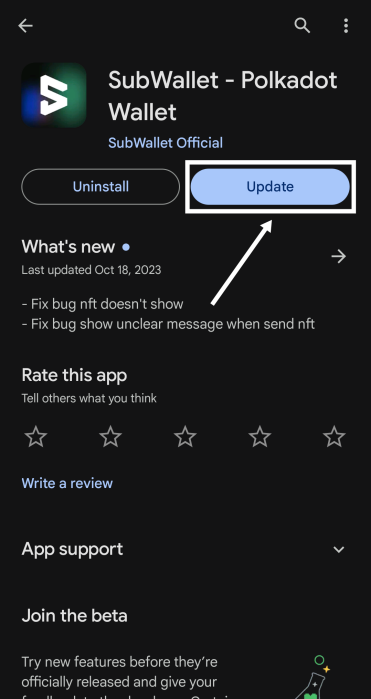 SubWallet - Polkadot
Wallet
SubWallet Official
Uninstall
Update
What's new
Last updated Oct 18, 2023
- Fix bug nft doesn't show
- Fix bug show unclear message when send nft
Rate this app
Tell others what you think
Write a review
App support
Join the beta
Try new features before they're
officially released and give your